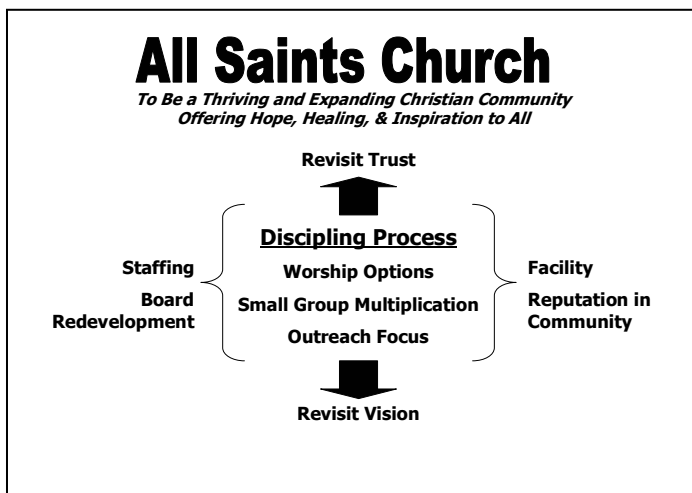 All Saints Church
To Be a Thriving and Expanding Christian Community
Offering Hope, Healing, & Inspiration to All
Revisit Trust
Discipling Process
Staffing
Worship Options
Facility
Board
Redevelopment
Small Group Multiplication
Reputation in
Community
Outreach Focus
Revisit Vision